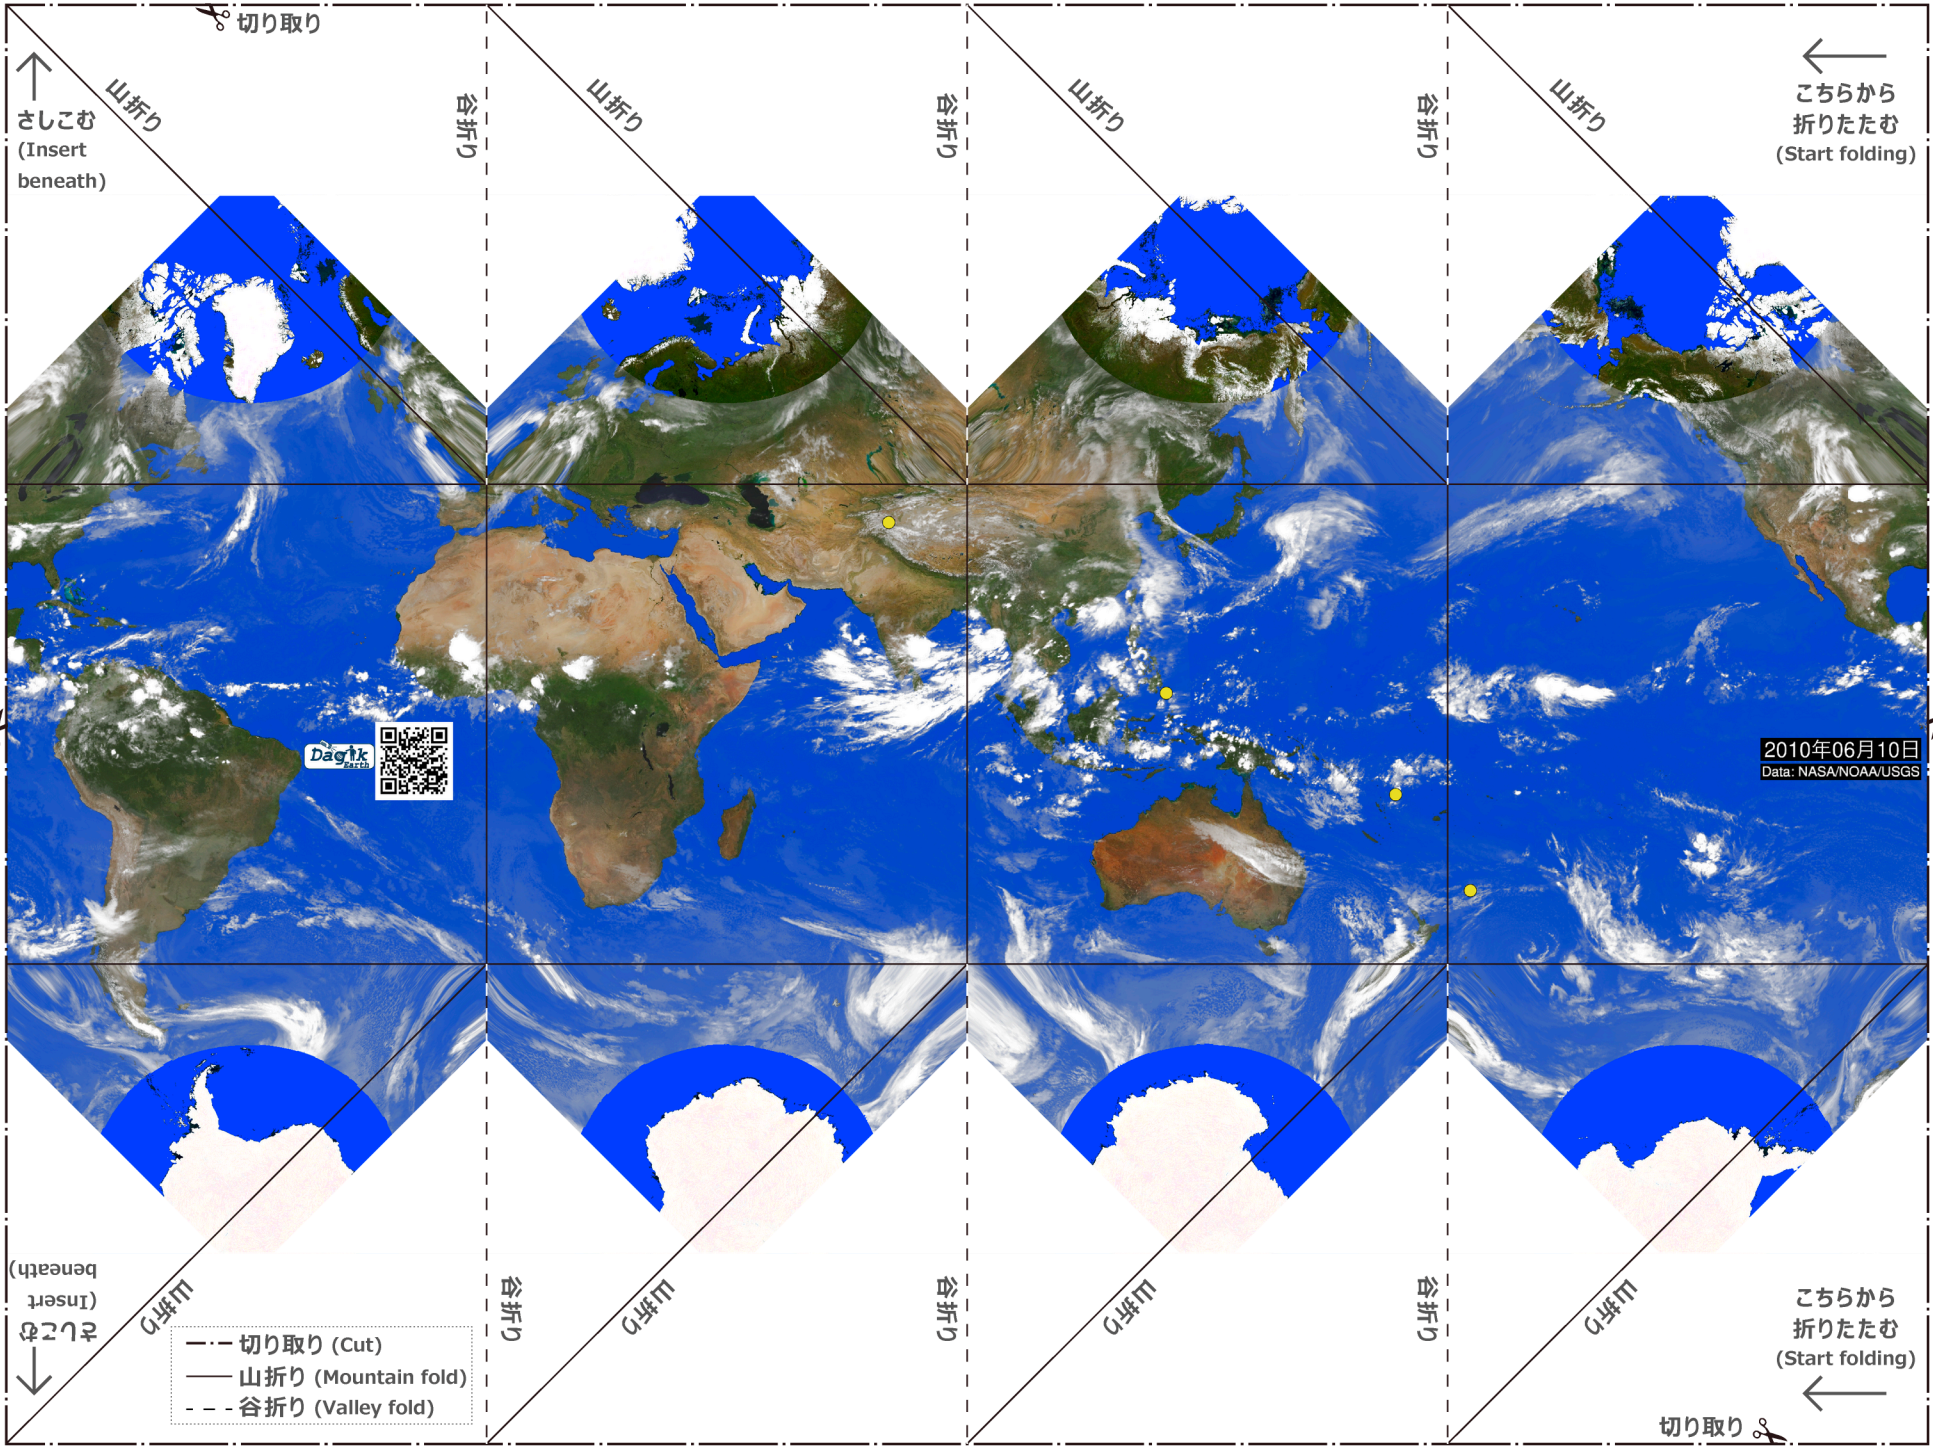 切り取り
さしこむ
(Insert
beneath)
山折り
谷折り
山折り
谷折り
山折り
谷折り
山折り
こちらから
折りたたむ
(Start folding)
Dagik
Earth
2010年06月10日
Data: NASA/NOAA/USGS
さしこむ
(Insert
beneath)
山折り
谷折り
山折り
谷折り
山折り
谷折り
山折り
こちらから
折りたたむ
(Start folding)
切り取り (Cut)
山折り (Mountain fold)
谷折り (Valley fold)
切り取り